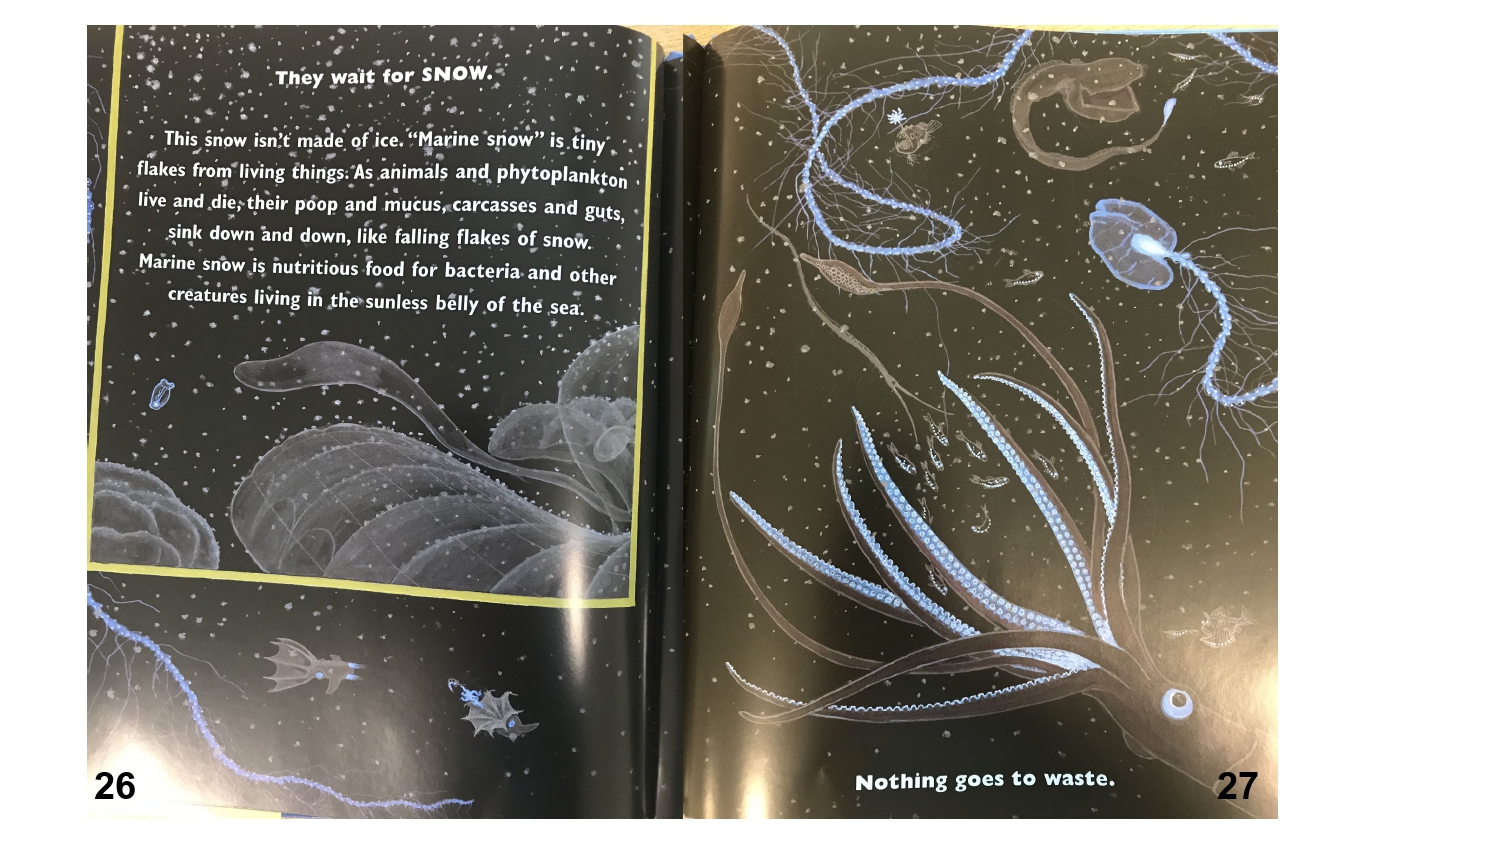 They wait for SNOW.
This snow isn't made of ice. “Marine snow” is tiny
flakes from living things. As animals and phytoplankton
live and die, their poop and mucus, carcasses and guts,
sink down and down, like falling flakes of snow.
Marine snow is nutritious food for bacteria and other
creatures living in the sunless belly of the sea.
26
Nothing goes to waste.
27